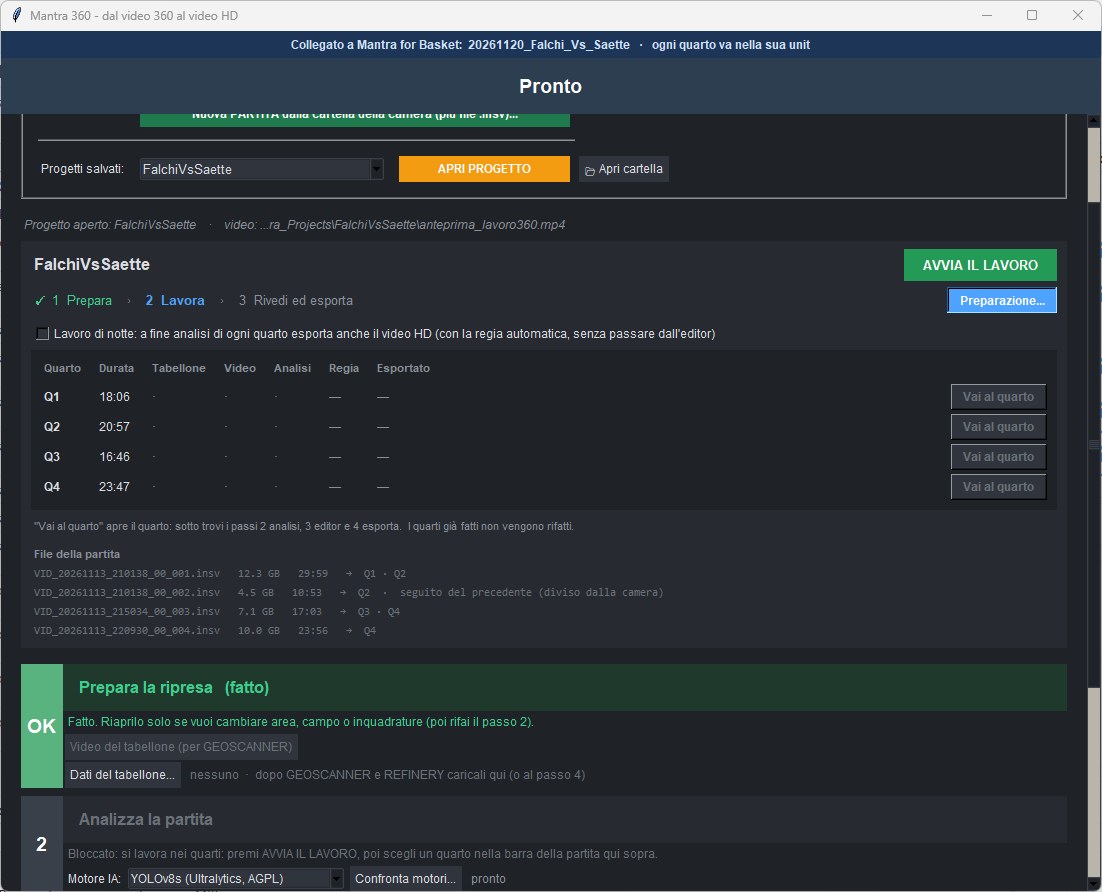 Mantra 360 - dal video 360 al video HD
Collegato a Mantra for Basket: 20261120_Falchi_Vs_Saette · ogni quarto va nella sua unit
Pronto
Nuova PARTITA dalla cartella della camera (più file .insv)...
Progetti salvati: FalchiVsSaette APRI PROGETTO Apri cartella
Progetto aperto: FalchiVsSaette · video: ...ra_Projects\FalchiVsSaette\anteprima_lavoro360.mp4
FalchiVsSaette AVVIA IL LAVORO
✓ 1 Prepara › 2 Lavora › 3 Rivedi ed esporta Preparazione...
Lavoro di notte: a fine analisi di ogni quarto esporta anche il video HD (con la regia automatica, senza passare dall'editor)
Quarto Durata Tabellone Video Analisi Regia Esportato
Q1 18:06 · · · — — Vai al quarto
Q2 20:57 · · · — — Vai al quarto
Q3 16:46 · · · — — Vai al quarto
Q4 23:47 · · · — — Vai al quarto
"Vai al quarto" apre il quarto: sotto trovi i passi 2 analisi, 3 editor e 4 esporta. I quarti già fatti non vengono rifatti.
File della partita
VID_20261113_210138_00_001.insv 12.3 GB 29:59 → Q1 · Q2
VID_20261113_210138_00_002.insv 4.5 GB 10:53 → Q2 · seguito del precedente (diviso dalla camera)
VID_20261113_215034_00_003.insv 7.1 GB 17:03 → Q3 · Q4
VID_20261113_220930_00_004.insv 10.0 GB 23:56 → Q4
Prepara la ripresa (fatto)
OK
Fatto. Riaprilo solo se vuoi cambiare area, campo o inquadrature (poi rifai il passo 2).
Video del tabellone (per GEOSCANNER)
Dati del tabellone... nessuno · dopo GEOSCANNER e REFINERY caricali qui (o al passo 4)
Analizza la partita
2
Bloccato: si lavora nei quarti: premi AVVIA IL LAVORO, poi scegli un quarto nella barra della partita qui sopra.
Motore IA: YOLOv8s (Ultralytics, AGPL) Confronta motori... pronto